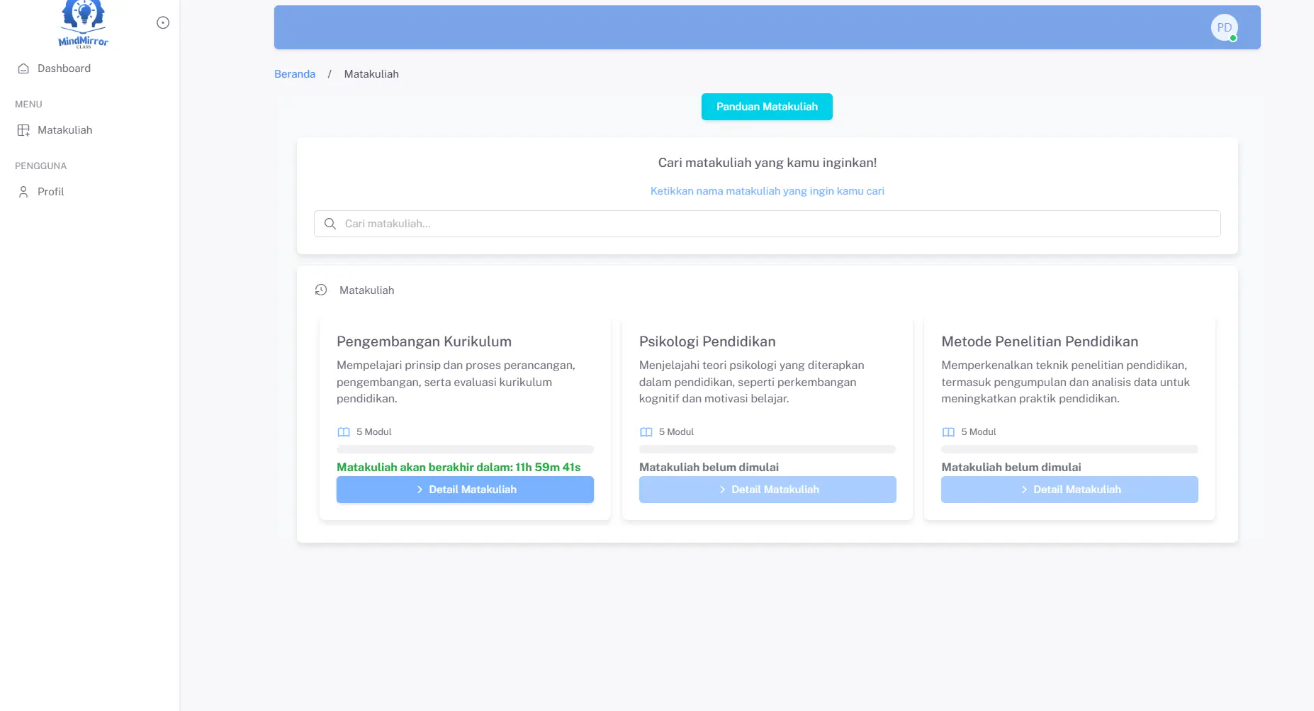 MindMirror
CLASS
Dashboard
MENU
Matakuliah
PENGGUNA
Profil
PD
Beranda / Matakuliah
Panduan Matakuliah
Cari matakuliah yang kamu inginkan!
Ketikkan nama matakuliah yang ingin kamu cari
Cari matakuliah...
Matakuliah
Pengembangan Kurikulum
Mempelajari prinsip dan proses perancangan,
pengembangan, serta evaluasi kurikulum
pendidikan.
5 Modul
Matakuliah akan berakhir dalam: 11h 59m 41s
Detail Matakuliah
Psikologi Pendidikan
Menjelajahi teori psikologi yang diterapkan
dalam pendidikan, seperti perkembangan
kognitif dan motivasi belajar.
5 Modul
Matakuliah belum dimulai
Detail Matakuliah
Metode Penelitian Pendidikan
Memperkenalkan teknik penelitian pendidikan,
termasuk pengumpulan dan analisis data untuk
meningkatkan praktik pendidikan.
5 Modul
Matakuliah belum dimulai
Detail Matakuliah